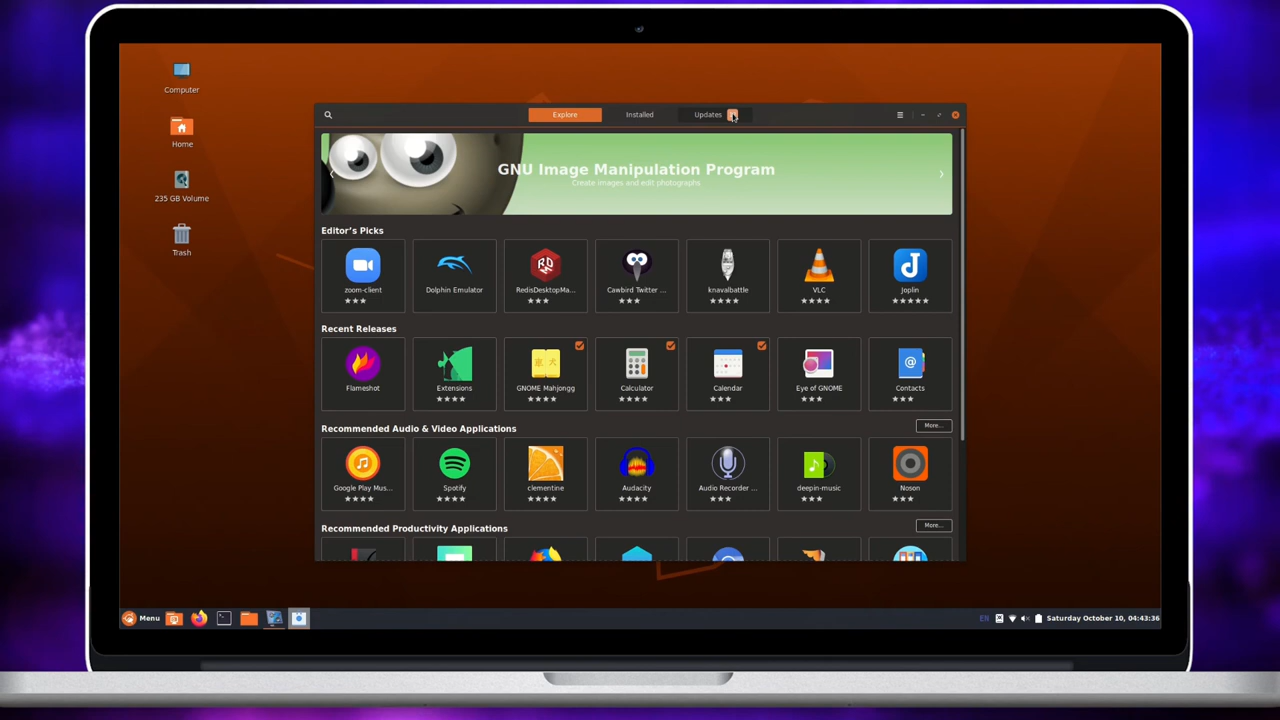 Computer
Home
235 GB Volume
Trash
Explore
Installed
Updates
GNU Image Manipulation Program
Create images and edit photographs
Editor's Picks
zoom-client
Dolphin Emulator
RedisDesktopMa...
Cawbird Twitter ...
knavalbattle
VLC
Joplin
Recent Releases
Flameshot
Extensions
GNOME Mahjongg
Calculator
Calendar
Eye of GNOME
Contacts
Recommended Audio & Video Applications
More...
Google Play Mus...
Spotify
clementine
Audacity
Audio Recorder ...
deepin-music
Noson
Recommended Productivity Applications
More...
Menu
EN
Saturday October 10, 04:43:36